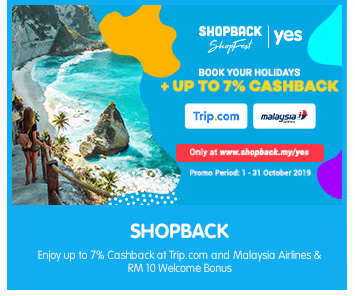 SHOPBACK
ShopFest
yes
BOOK YOUR HOLIDAYS
+ UP TO 7% CASHBACK
Trip.com
malaysia
airlines
Only at www.shopback.my/yes
Promo Period: 1 - 31 October 2019
SHOPBACK
Enjoy up to 7% Cashback at Trip.com and Malaysia Airlines &
RM 10 Welcome Bonus